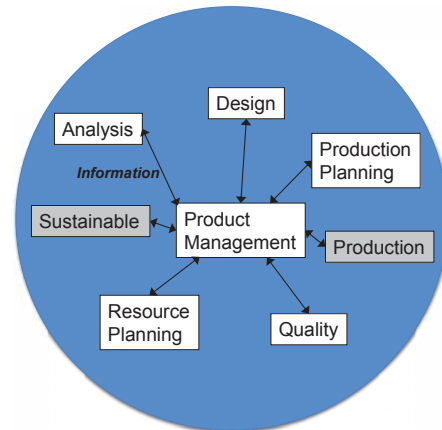 Design
Analysis
Production
Planning
Information
Sustainable
Product
Management
Production
Resource
Planning
Quality